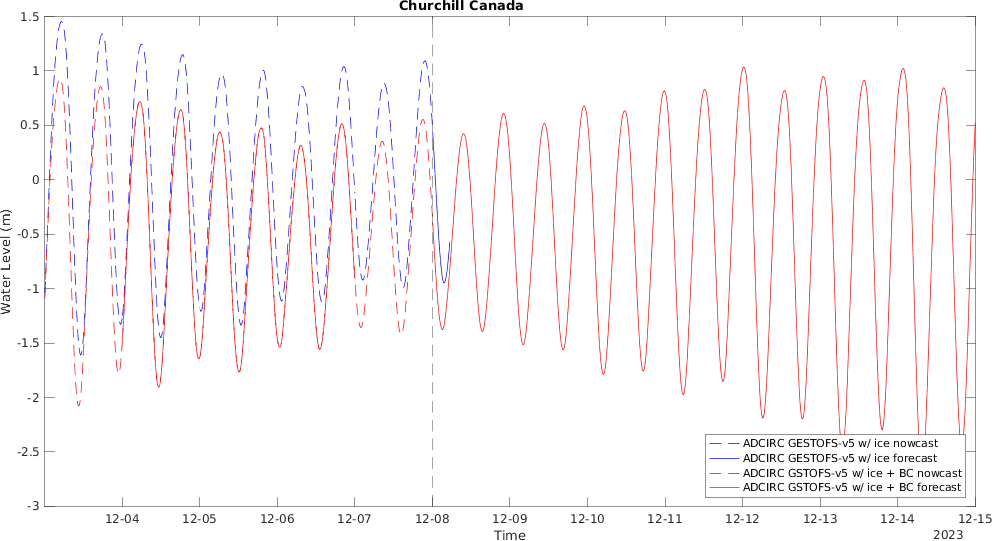 Churchill Canada
1.5
1
0.5
0
-0.5
-1
-1.5
-2
-2.5
-3
Water Level (m)
ADCIRC GESTOFS-v5 w/ ice nowcast
ADCIRC GESTOFS-v5 w/ ice forecast
ADCIRC GSTOFS-v5 w/ ice + BC nowcast
ADCIRC GSTOFS-v5 w/ ice + BC forecast
12-04 12-05 12-06 12-07 12-08 12-09 12-10 12-11 12-12 12-13 12-14 12-15
Time
2023